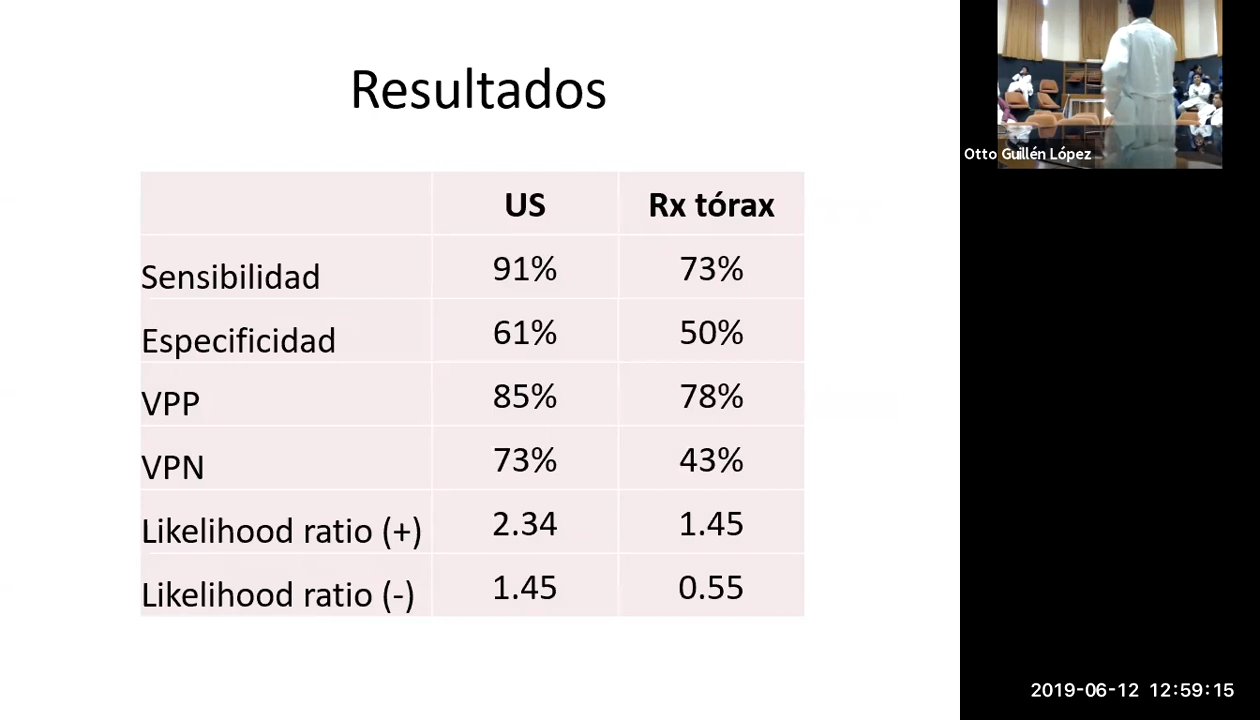 Resultados
US Rx tórax
Sensibilidad 91% 73%
Especificidad 61% 50%
VPP 85% 78%
VPN 73% 43%
Likelihood ratio (+) 2.34 1.45
Likelihood ratio (-) 1.45 0.55
Otto Guillén López
2019-06-12 12:59:15